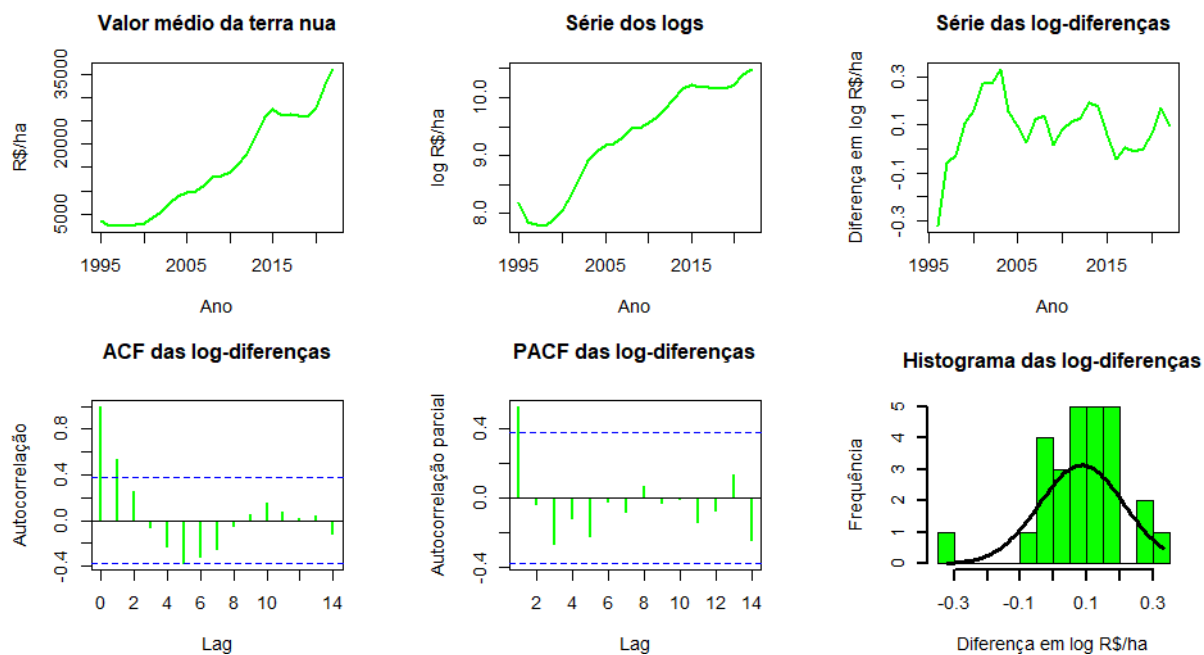 Valor médio da terra nua
R$/ha
5000 20000 35000
1995 2005 2015
Ano
Série dos logs
log R$/ha
8.0 9.0 10.0
1995 2005 2015
Ano
Série das log-diferenças
Diferença em log R$/ha
-0.3 -0.1 0.1 0.3
1995 2005 2015
Ano
ACF das log-diferenças
Autocorrelação
-0.4 0.0 0.4 0.8
0 2 4 6 8 10 14
Lag
PACF das log-diferenças
Autocorrelação parcial
-0.4 0.0 0.4
2 4 6 8 10 12 14
Lag
Histograma das log-diferenças
Frequência
0 1 2 3 4 5
-0.3 -0.1 0.1 0.3
Diferença em log R$/ha